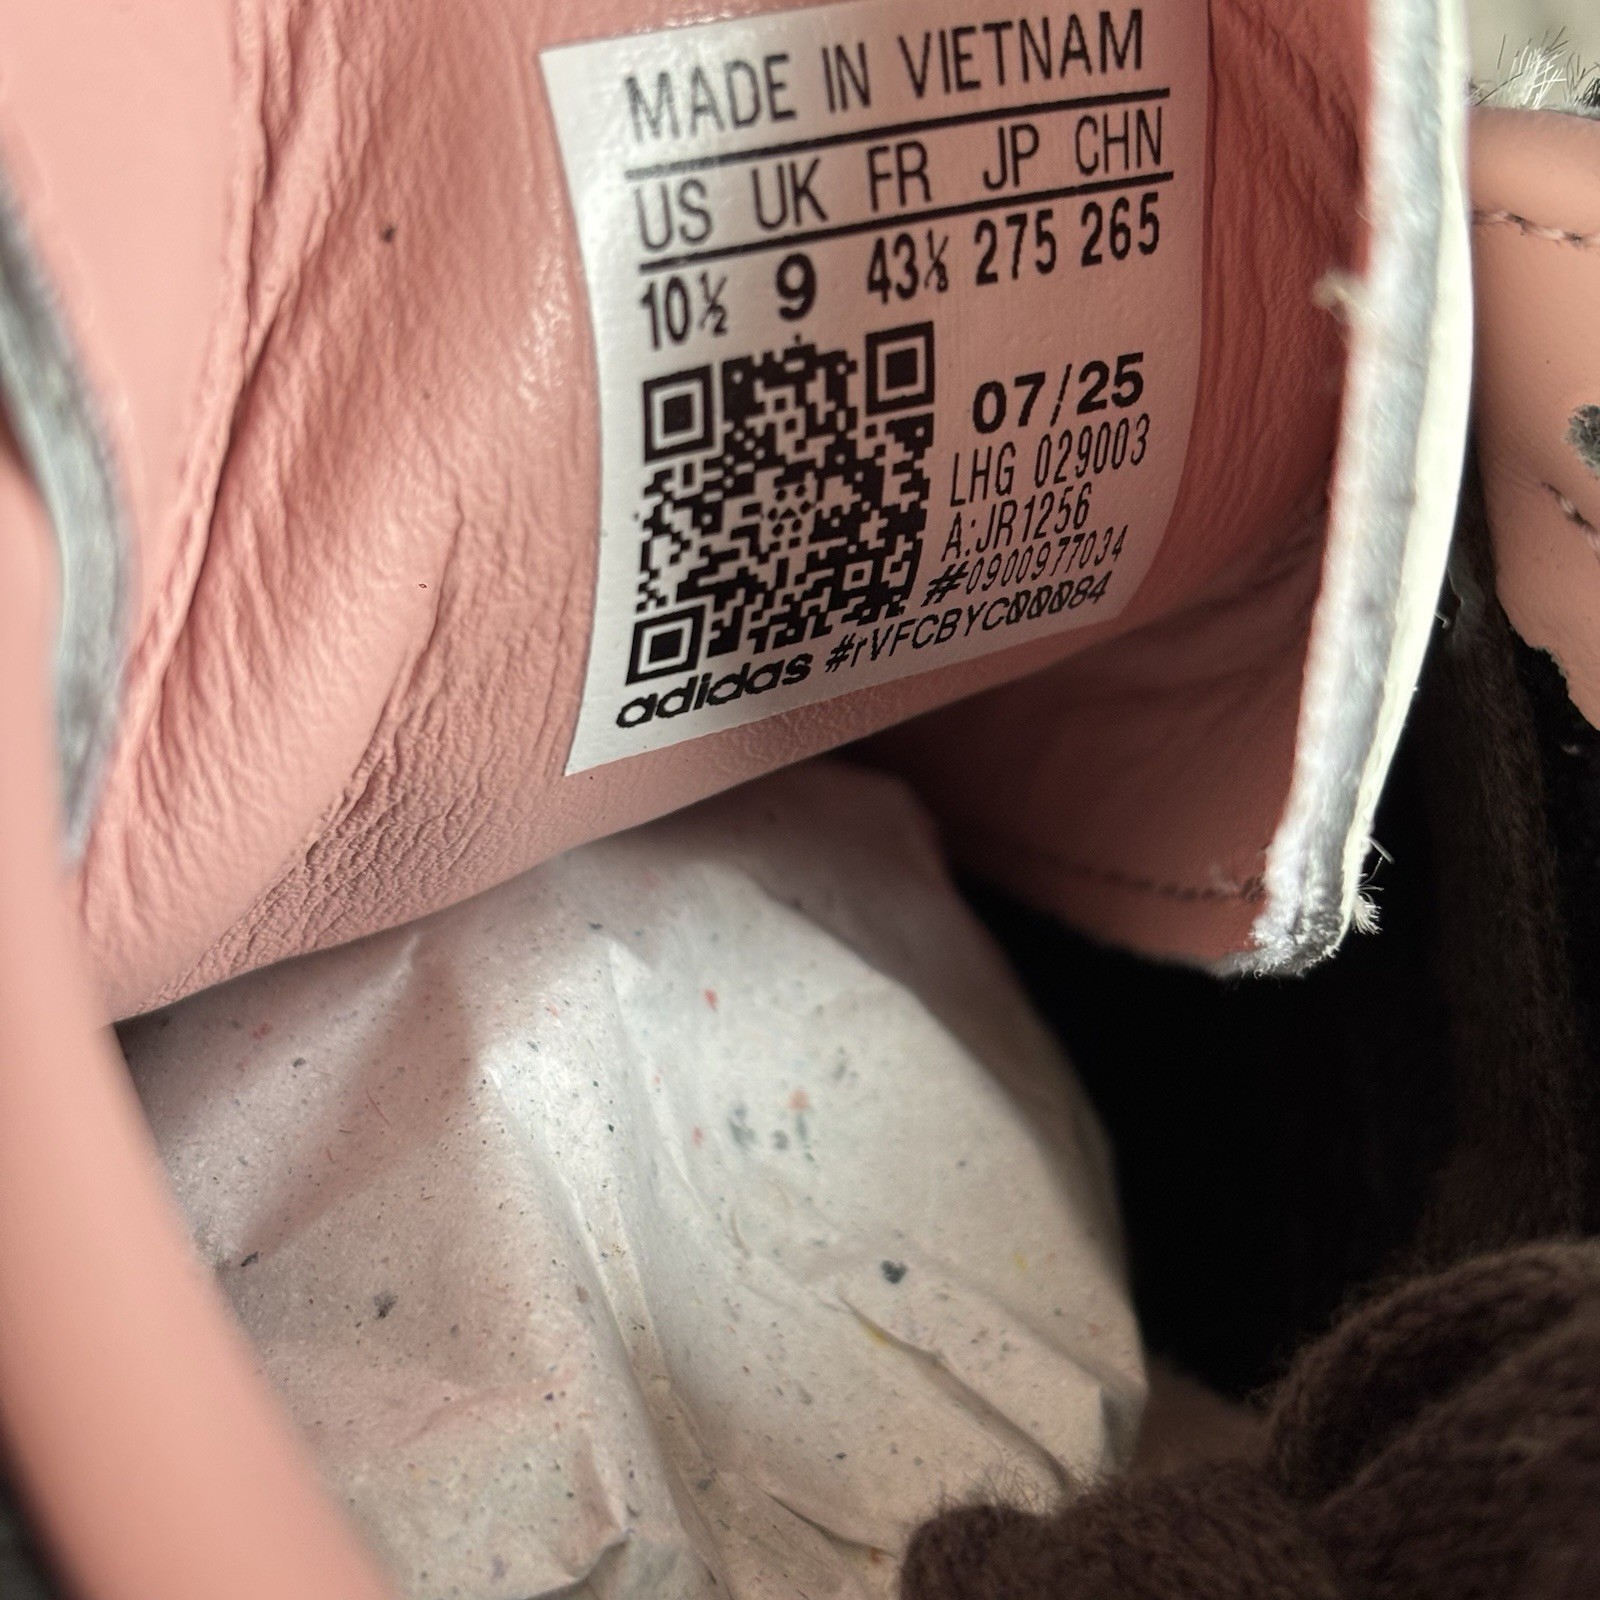 MADE IN VIETNAM
US UK FR JP CHN
10½ 9 43⅓ 275 265
07/25
LHG 029003
A:JR1256
#0900977034
adidas #rVFCBYC00084